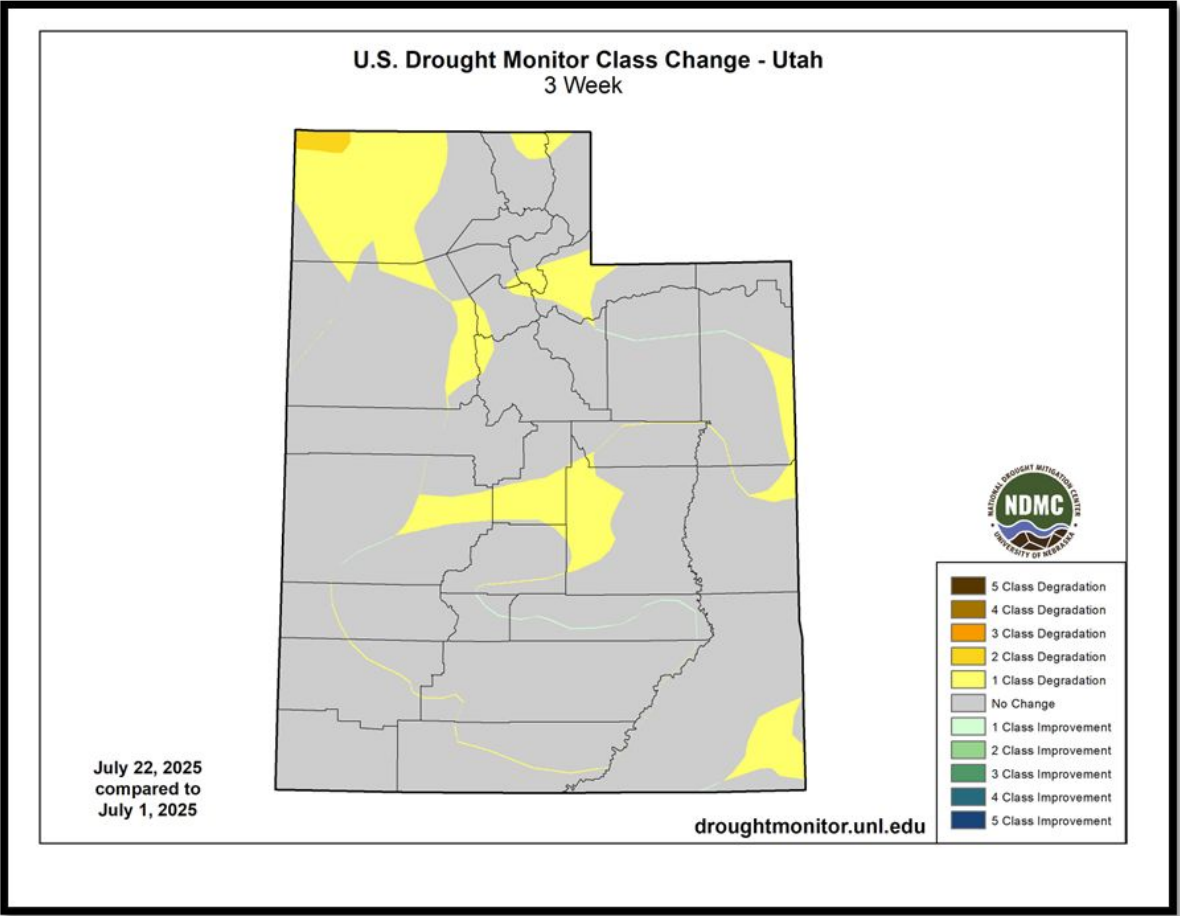 U.S. Drought Monitor Class Change - Utah
3 Week
NATIONAL DROUGHT MITIGATION CENTER
NDMC
UNIVERSITY OF NEBRASKA
5 Class Degradation
4 Class Degradation
3 Class Degradation
2 Class Degradation
1 Class Degradation
No Change
1 Class Improvement
2 Class Improvement
3 Class Improvement
4 Class Improvement
5 Class Improvement
July 22, 2025
compared to
July 1, 2025
droughtmonitor.unl.edu